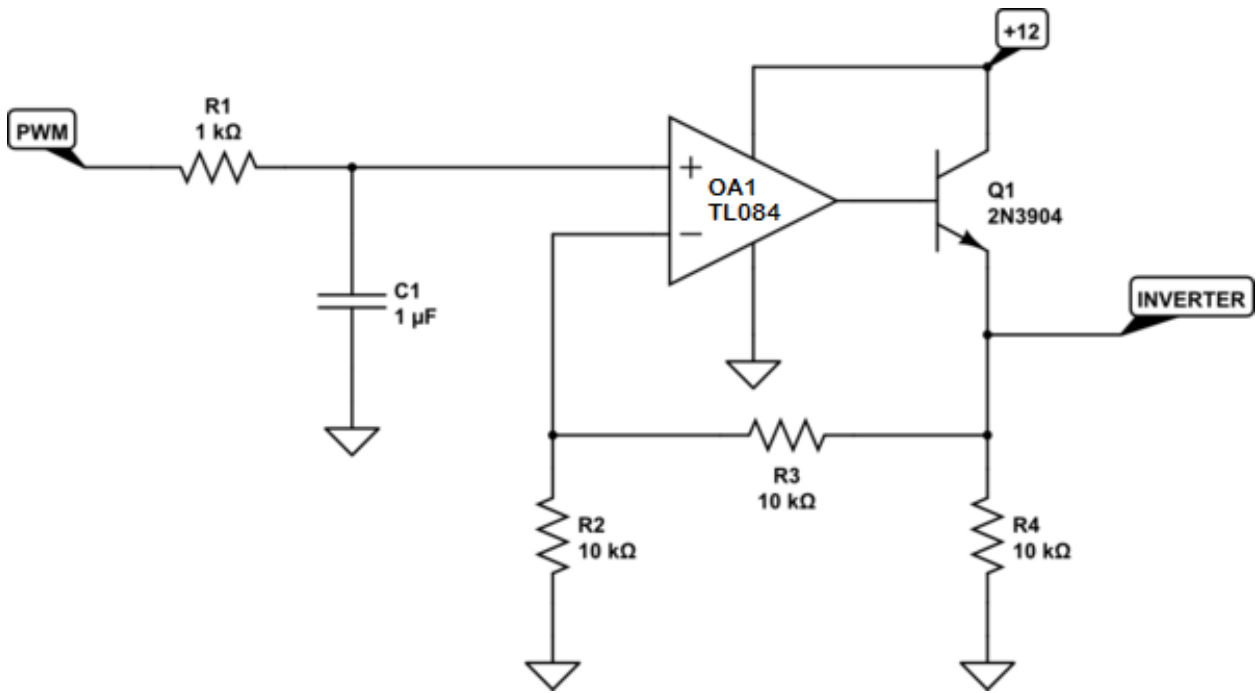 +12
PWM
R1
1 kΩ
+
OA1
TL084
−
Q1
2N3904
C1
1 µF
INVERTER
R3
10 kΩ
R2
10 kΩ
R4
10 kΩ